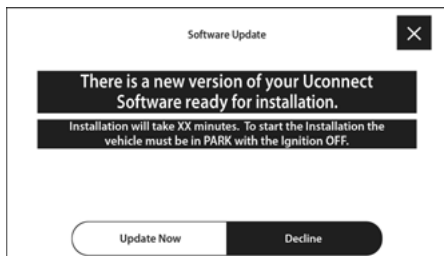 Software Update
There is a new version of your Uconnect
Software ready for installation.
Installation will take XX minutes. To start the Installation the
vehicle must be in PARK with the Ignition OFF.
Update Now
Decline